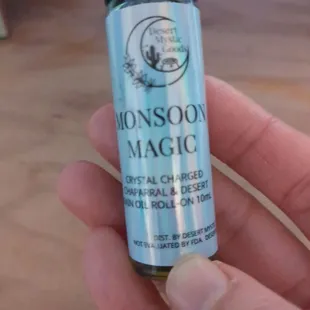 Desert
Mystic
Goods
MONSOON
MAGIC
CRYSTAL CHARGED
CHAPARRAL & DESERT
OIL ROLL-ON 10mL
DIST. BY DESERT
NOT EVALUATED BY FDA.